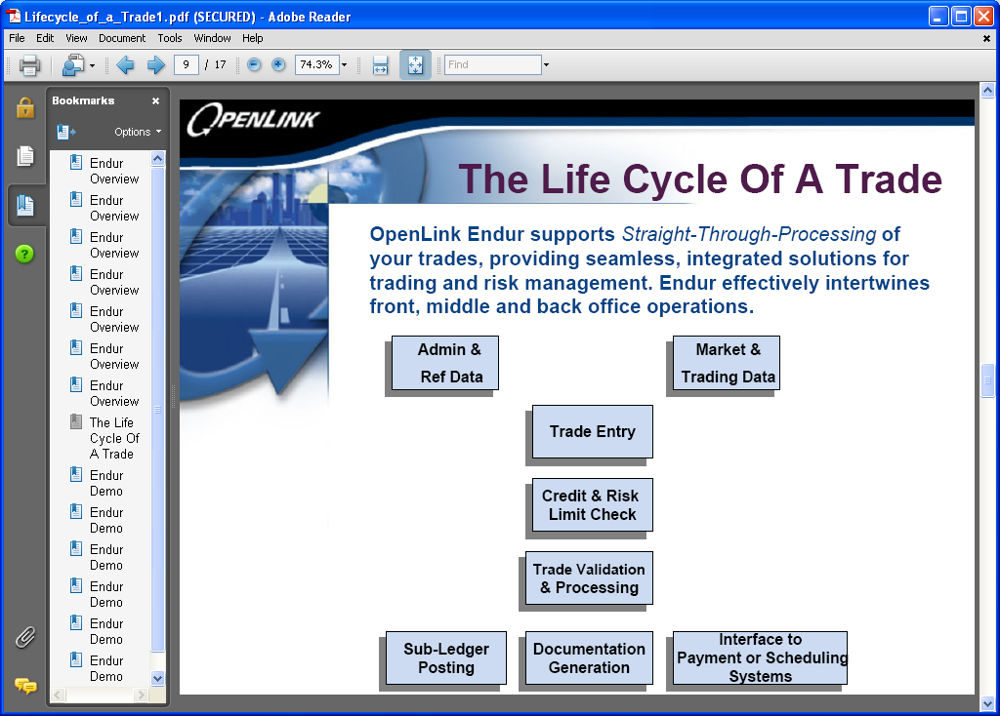 Lifecycle_of_a_Trade1.pdf (SECURED) - Adobe Reader
File Edit View Document Tools Window Help
9 / 17 74.3% Find
Bookmarks
Options
Endur
Overview
Endur
Overview
Endur
Overview
Endur
Overview
Endur
Overview
Endur
Overview
Endur
Overview
The Life
Cycle Of
A Trade
Endur
Demo
Endur
Demo
Endur
Demo
Endur
Demo
Endur
Demo
Endur
Demo
OPENLINK
The Life Cycle Of A Trade
OpenLink Endur supports Straight-Through-Processing of
your trades, providing seamless, integrated solutions for
trading and risk management. Endur effectively intertwines
front, middle and back office operations.
Admin &
Ref Data
Market &
Trading Data
Trade Entry
Credit & Risk
Limit Check
Trade Validation
& Processing
Sub-Ledger
Posting
Documentation
Generation
Interface to
Payment or Scheduling
Systems